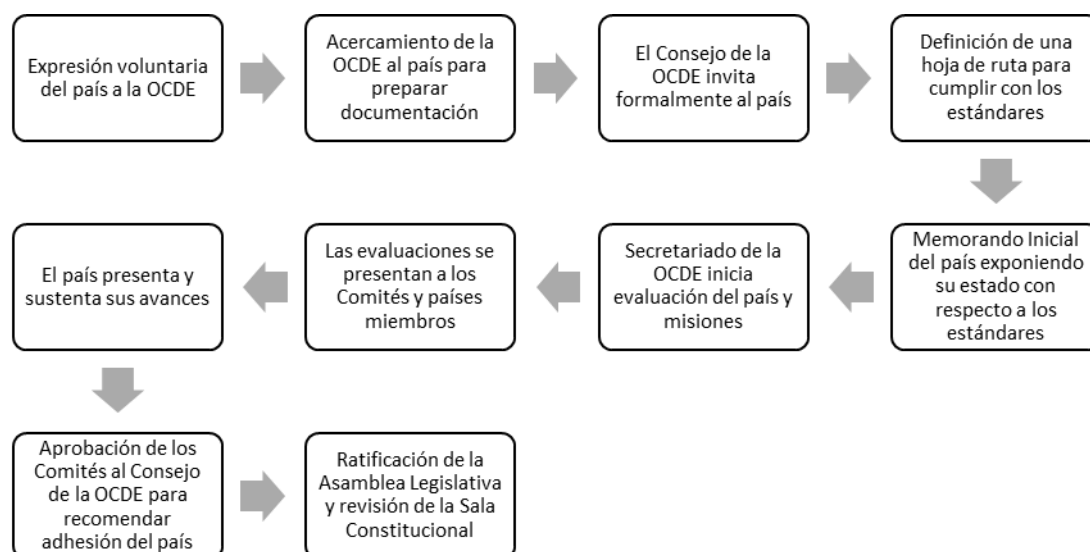 Expresión voluntaria
del país a la OCDE
Acercamiento de la
OCDE al país para
preparar
documentación
El Consejo de la
OCDE invita
formalmente al país
Definición de una
hoja de ruta para
cumplir con los
estándares
Memorando Inicial
del país exponiendo
su estado con
respecto a los
estándares
Secretariado de la
OCDE inicia
evaluación del país y
misiones
Las evaluaciones se
presentan a los
Comités y países
miembros
El país presenta y
sustenta sus avances
Aprobación de los
Comités al Consejo
de la OCDE para
recomendar
adhesión del país
Ratificación de la
Asamblea Legislativa
y revisión de la Sala
Constitucional